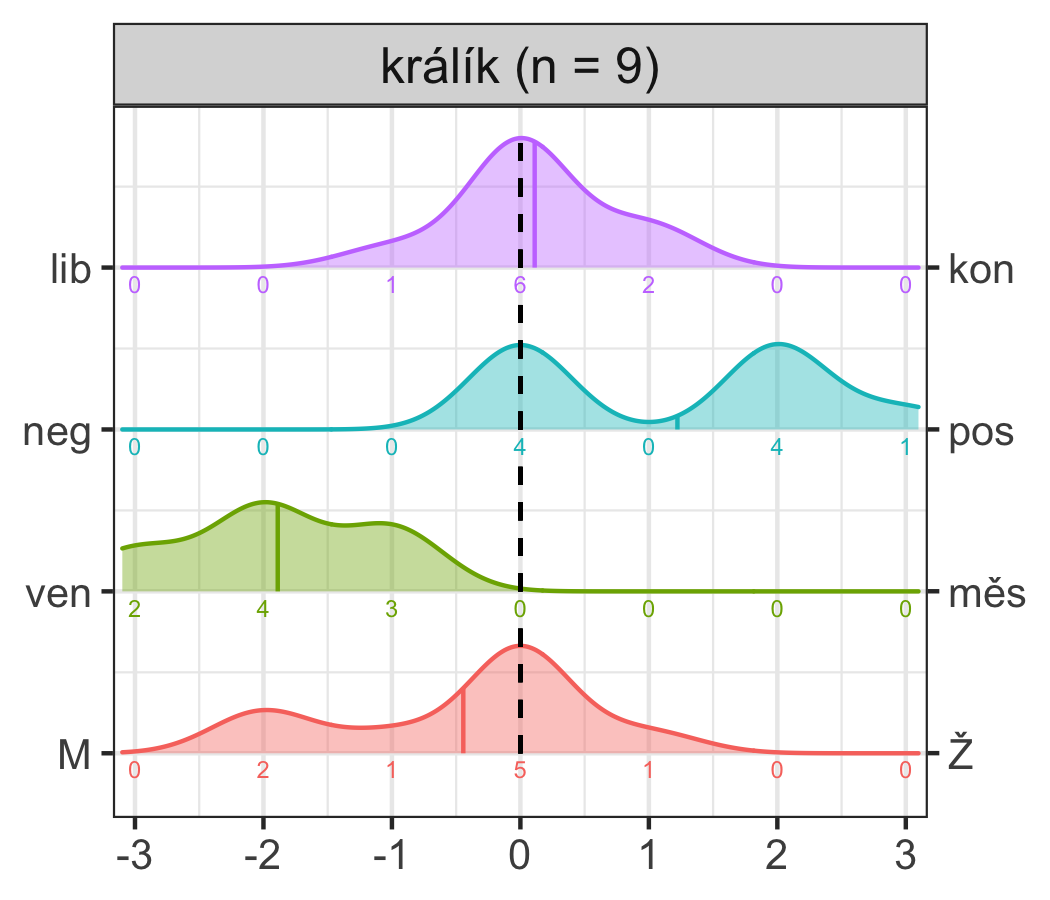 králík (n = 9)
lib kon
0 0 1 6 2 0 0
neg pos
0 0 0 4 0 4 1
ven měs
2 4 3 0 0 0 0
M Ž
0 2 1 5 1 0 0
-3 -2 -1 0 1 2 3